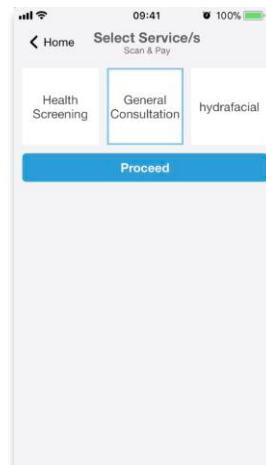 09:41
100%
Home
Select Service/s
Scan & Pay
Health
Screening
General
Consultation
hydrafacial
Proceed